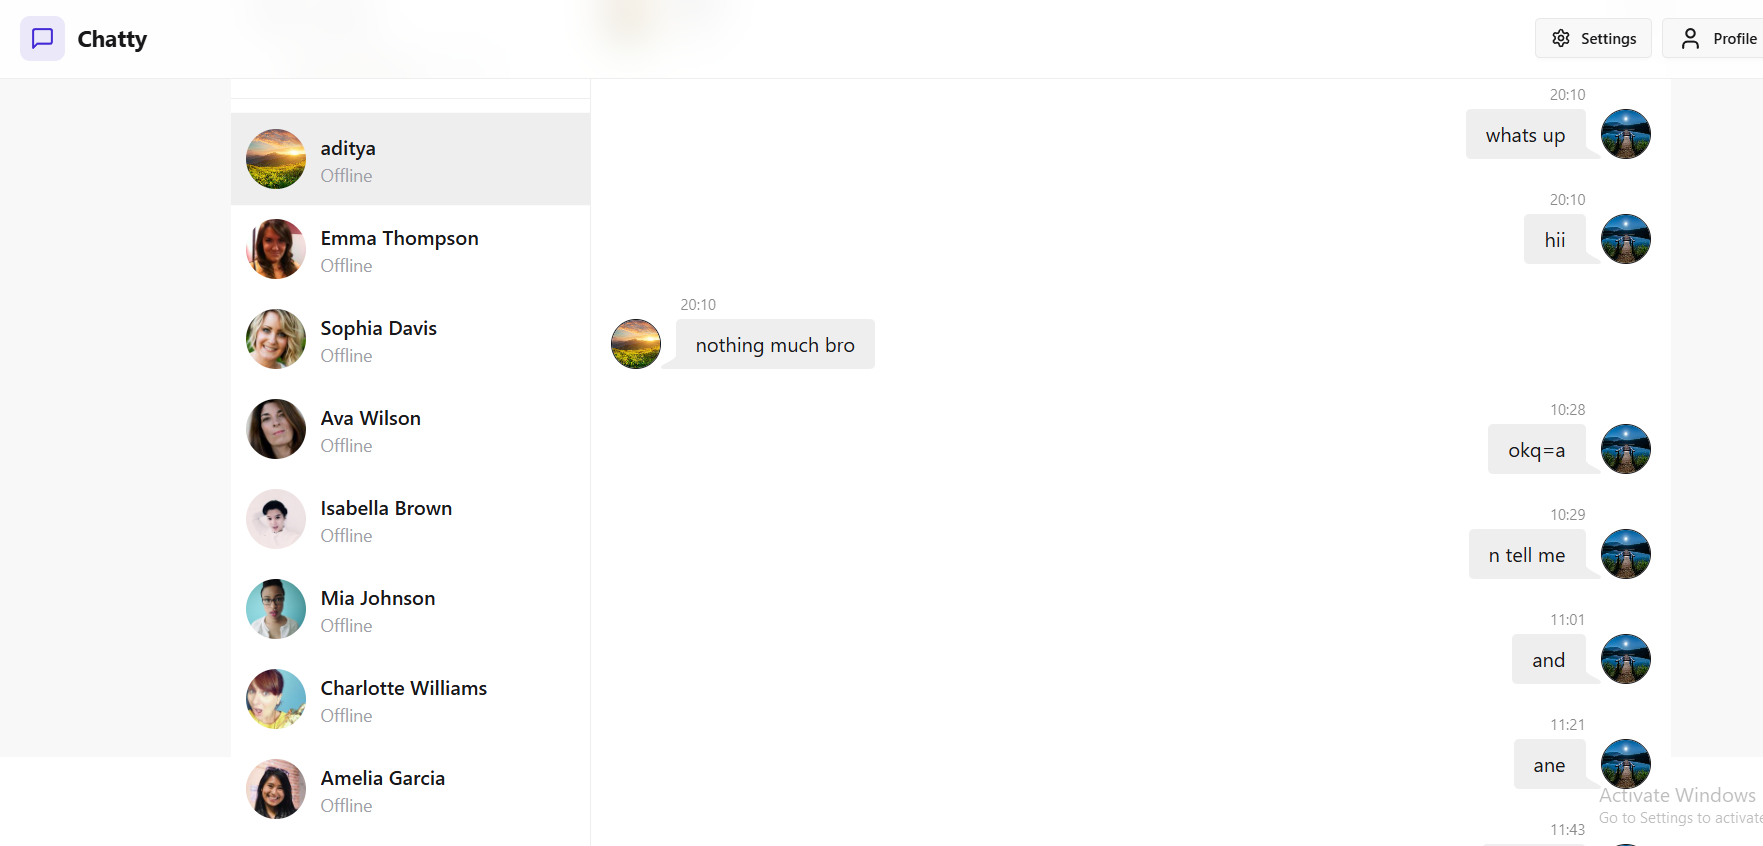 Chatty
Settings
Profile
aditya
Offline
Emma Thompson
Offline
Sophia Davis
Offline
Ava Wilson
Offline
Isabella Brown
Offline
Mia Johnson
Offline
Charlotte Williams
Offline
Amelia Garcia
Offline
20:10
whats up
20:10
hii
20:10
nothing much bro
10:28
okq=a
10:29
n tell me
11:01
and
11:21
ane
11:43
Activate Windows
Go to Settings to activate